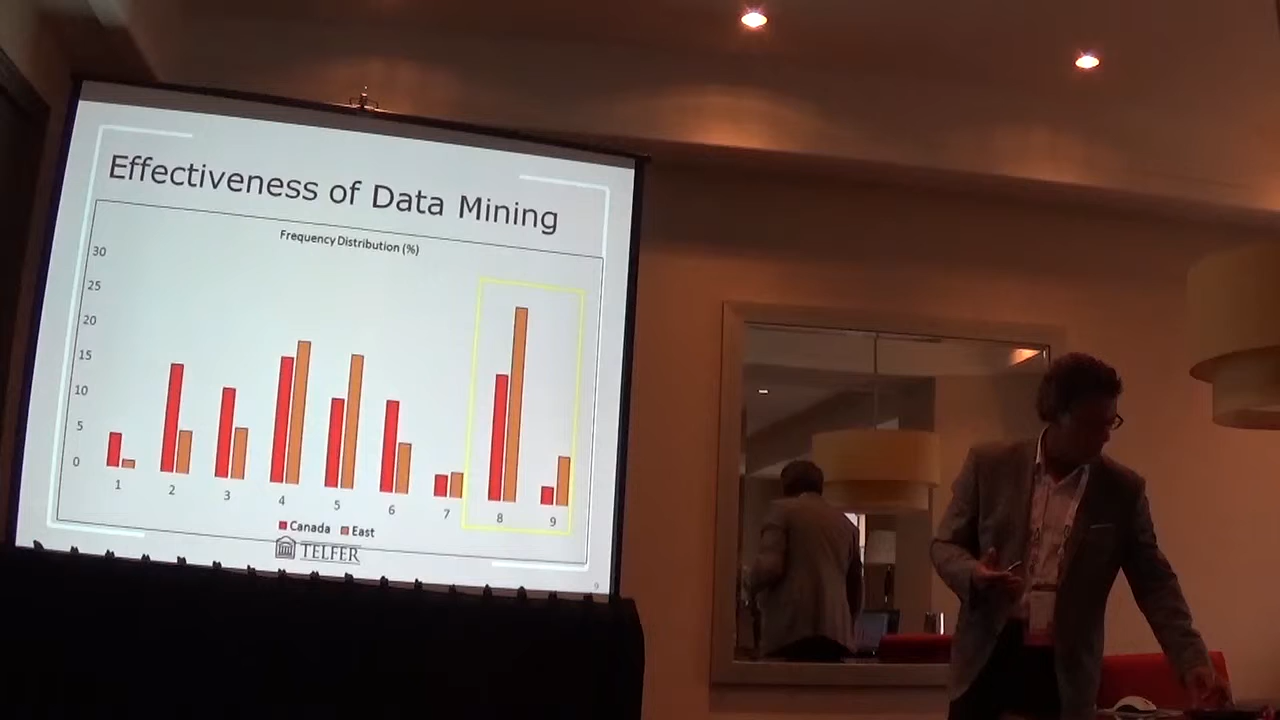 Effectiveness of Data Mining
Frequency Distribution (%)
30
25
20
15
10
5
0
1 2 3 4 5 6 7 8 9
Canada East
TELFER
9